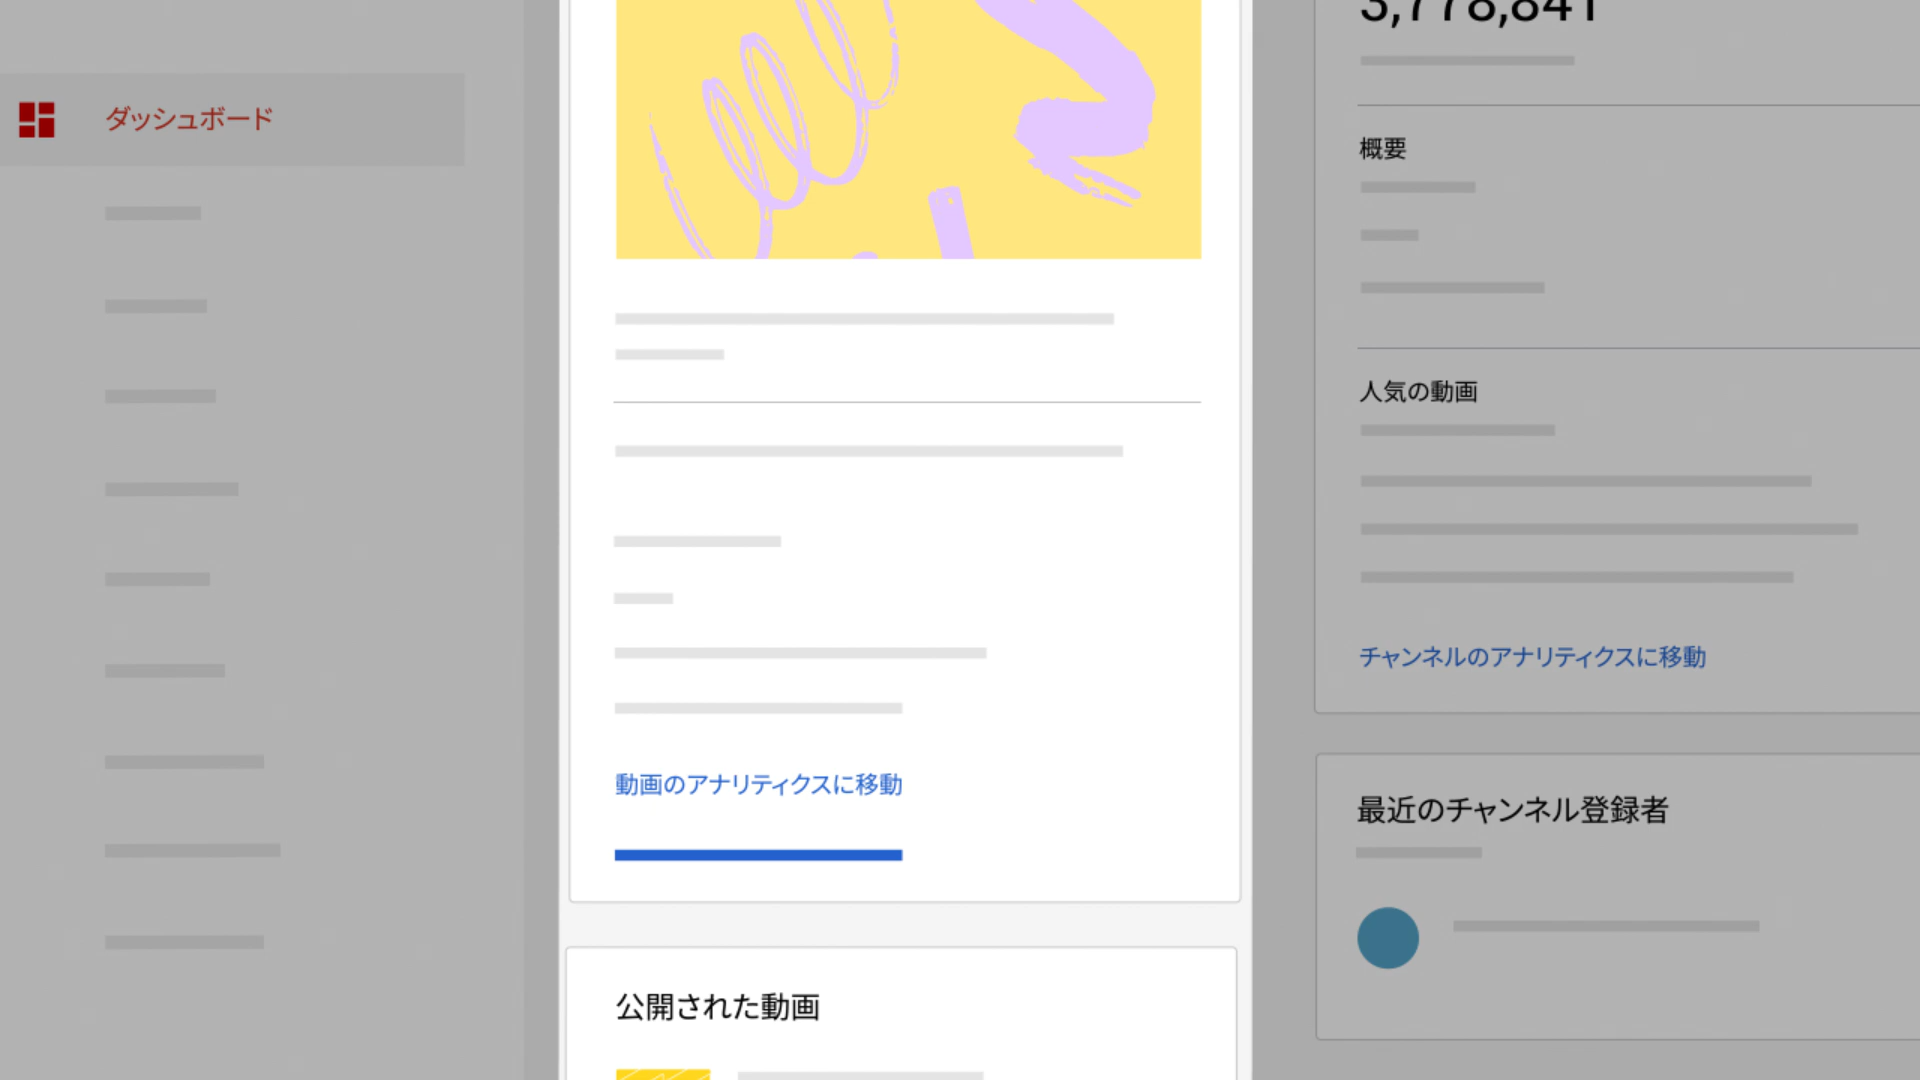 ダッシュボード
動画のアナリティクスに移動
公開された動画
3,778,841
概要
人気の動画
チャンネルのアナリティクスに移動
最近のチャンネル登録者